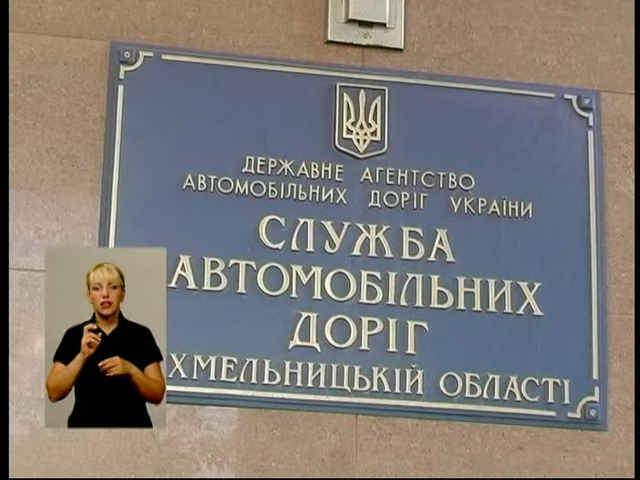 ДЕРЖАВНЕ АГЕНТСТВО
АВТОМОБІЛЬНИХ ДОРІГ УКРАЇНИ
СЛУЖБА
АВТОМОБІЛЬНИХ
ДОРІГ
ХМЕЛЬНИЦЬКІЙ ОБЛАСТІ